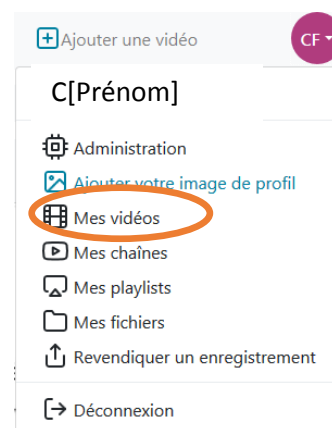 Ajouter une vidéo
CF
C[Prénom]
Administration
Ajouter votre image de profil
Mes vidéos
Mes chaînes
Mes playlists
Mes fichiers
Revendiquer un enregistrement
Déconnexion